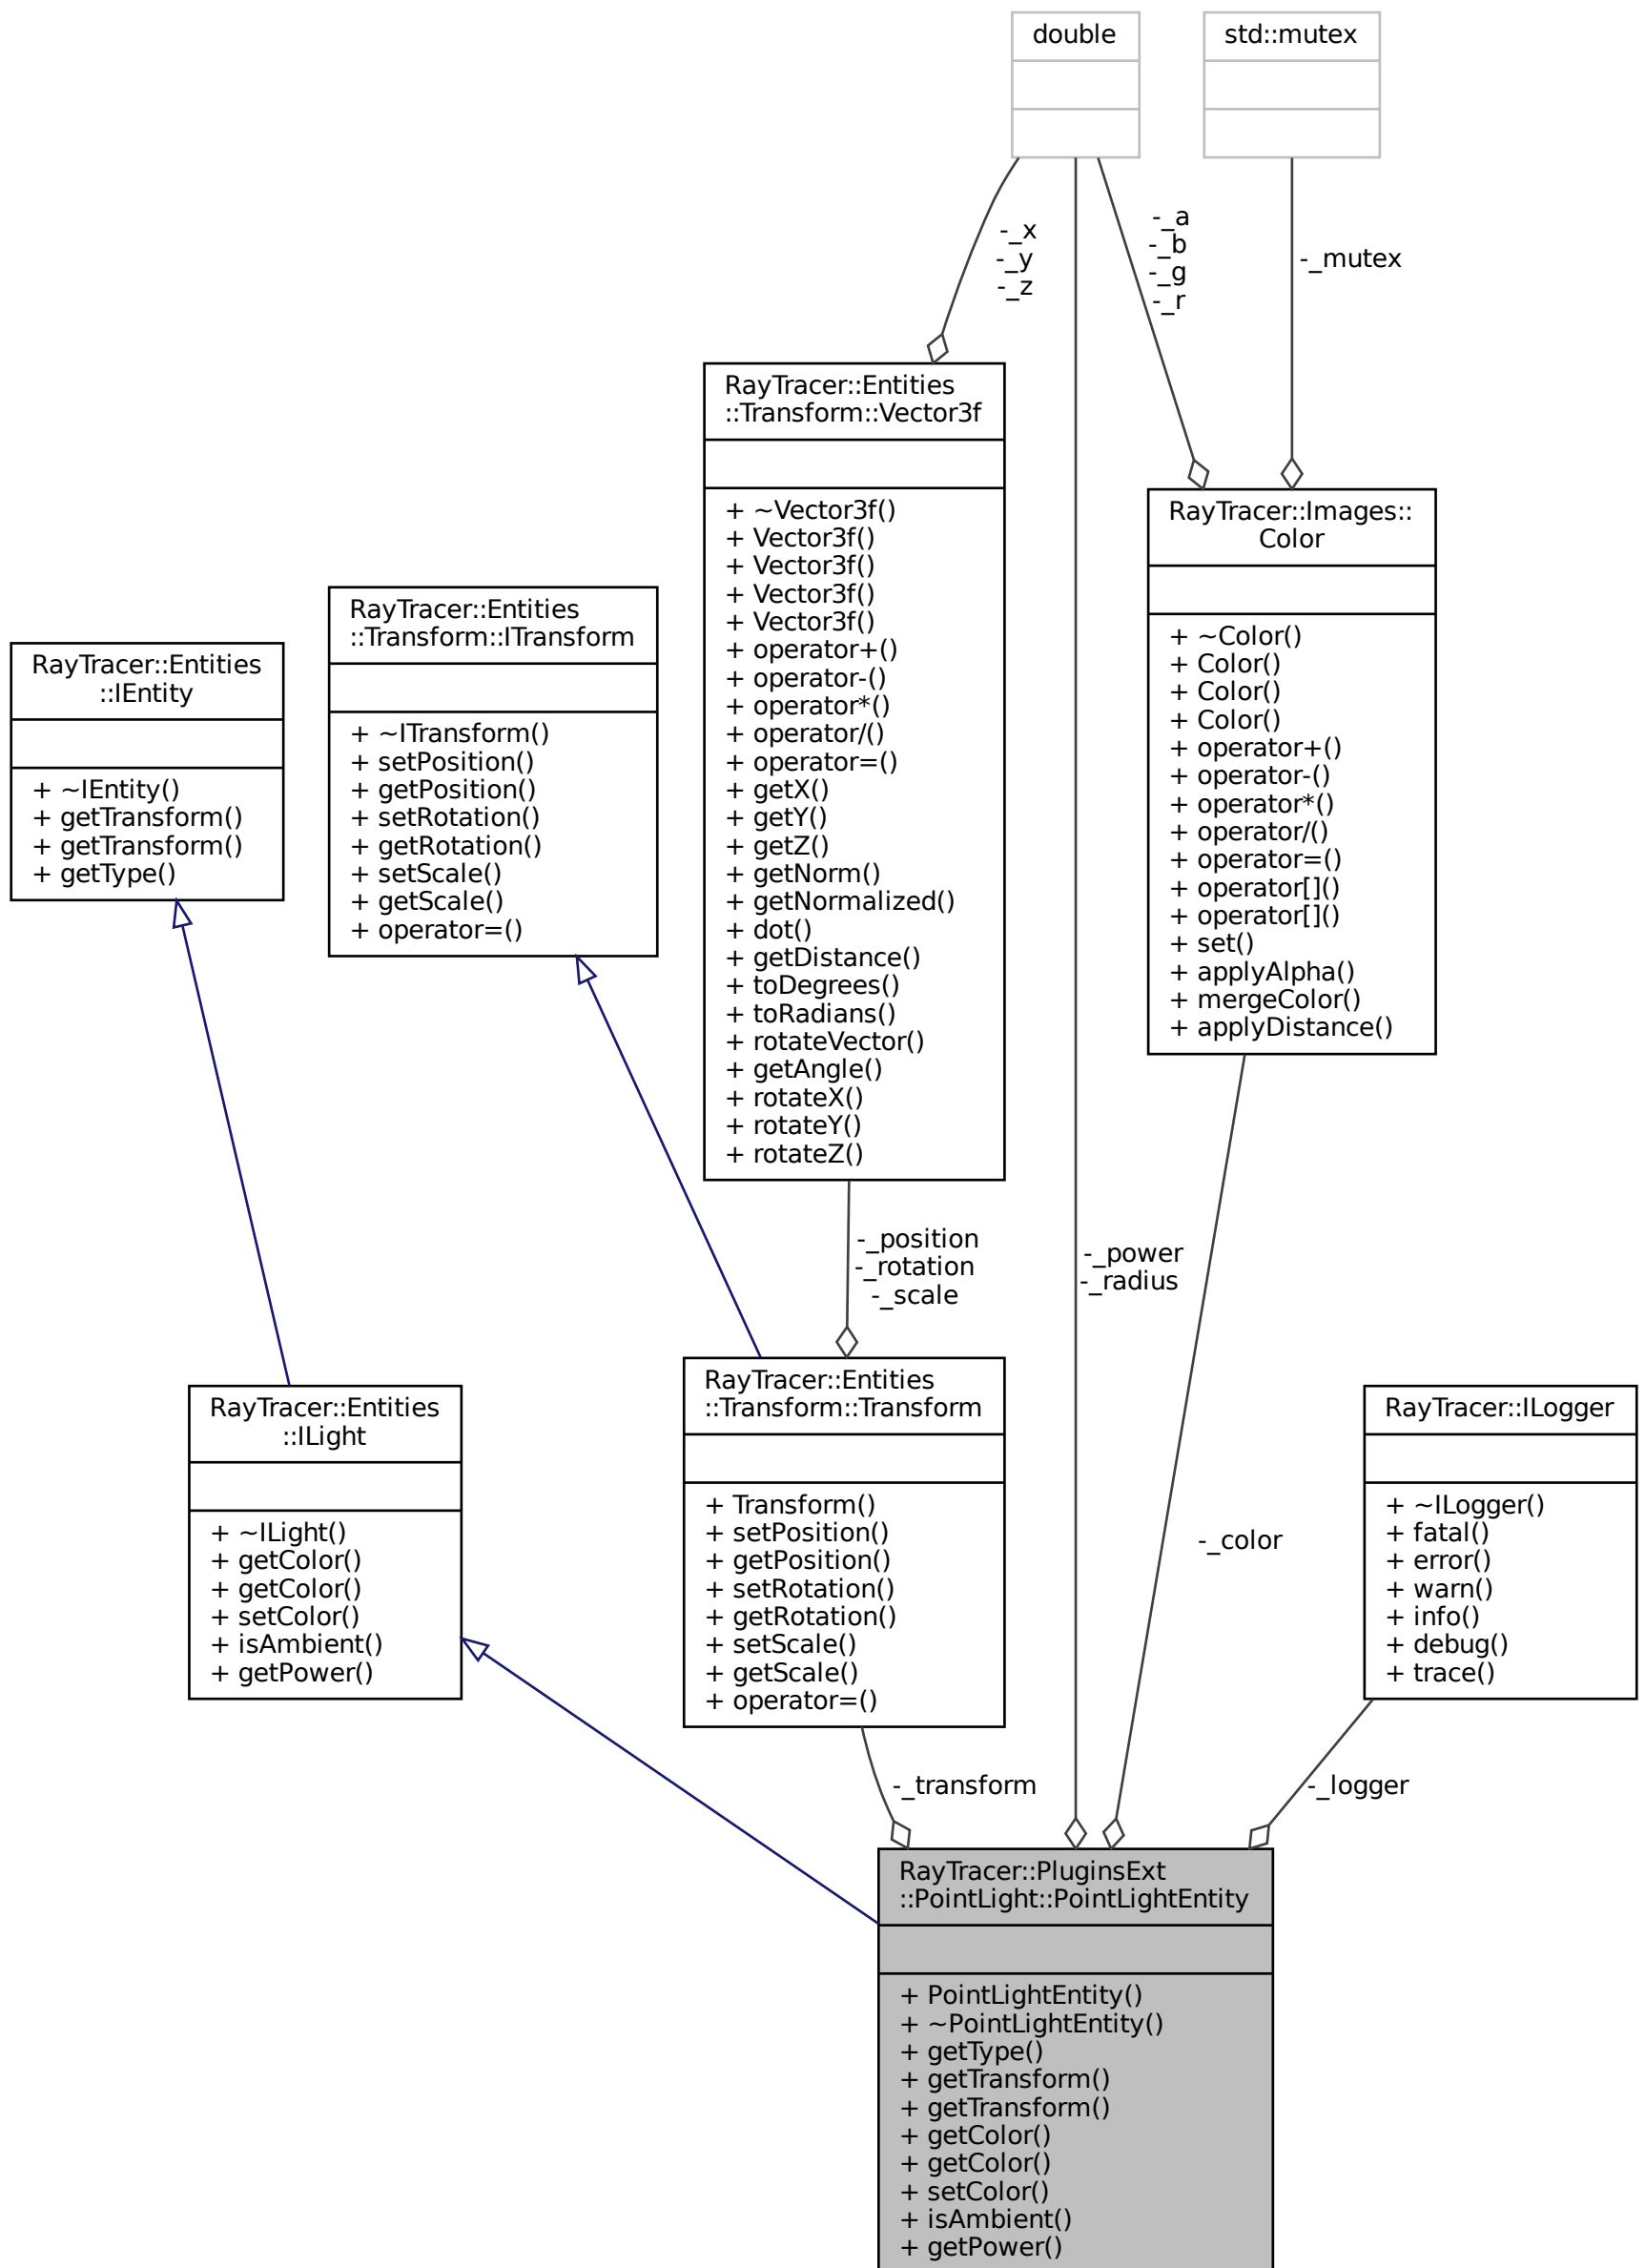 double
std::mutex
-_x
-_y
-_z
-_a
-_b
-_g
-_r
-_mutex
RayTracer::Entities
::Transform::Vector3f
+ ~Vector3f()
+ Vector3f()
+ Vector3f()
+ Vector3f()
+ Vector3f()
+ operator+()
+ operator-()
+ operator*()
+ operator/()
+ operator=()
+ getX()
+ getY()
+ getZ()
+ getNorm()
+ getNormalized()
+ dot()
+ getDistance()
+ toDegrees()
+ toRadians()
+ rotateVector()
+ getAngle()
+ rotateX()
+ rotateY()
+ rotateZ()
RayTracer::Images::
Color
+ ~Color()
+ Color()
+ Color()
+ Color()
+ operator+()
+ operator-()
+ operator*()
+ operator/()
+ operator=()
+ operator[]()
+ operator[]()
+ set()
+ applyAlpha()
+ mergeColor()
+ applyDistance()
RayTracer::Entities
::Transform::ITransform
+ ~ITransform()
+ setPosition()
+ getPosition()
+ setRotation()
+ getRotation()
+ setScale()
+ getScale()
+ operator=()
RayTracer::Entities
::IEntity
+ ~IEntity()
+ getTransform()
+ getTransform()
+ getType()
-_position
-_rotation
-_scale
-_power
-_radius
RayTracer::Entities
::ILight
+ ~ILight()
+ getColor()
+ getColor()
+ setColor()
+ isAmbient()
+ getPower()
RayTracer::Entities
::Transform::Transform
+ Transform()
+ setPosition()
+ getPosition()
+ setRotation()
+ getRotation()
+ setScale()
+ getScale()
+ operator=()
-_color
RayTracer::ILogger
+ ~ILogger()
+ fatal()
+ error()
+ warn()
+ info()
+ debug()
+ trace()
-_transform
-_logger
RayTracer::PluginsExt
::PointLight::PointLightEntity
+ PointLightEntity()
+ ~PointLightEntity()
+ getType()
+ getTransform()
+ getTransform()
+ getColor()
+ getColor()
+ setColor()
+ isAmbient()
+ getPower()